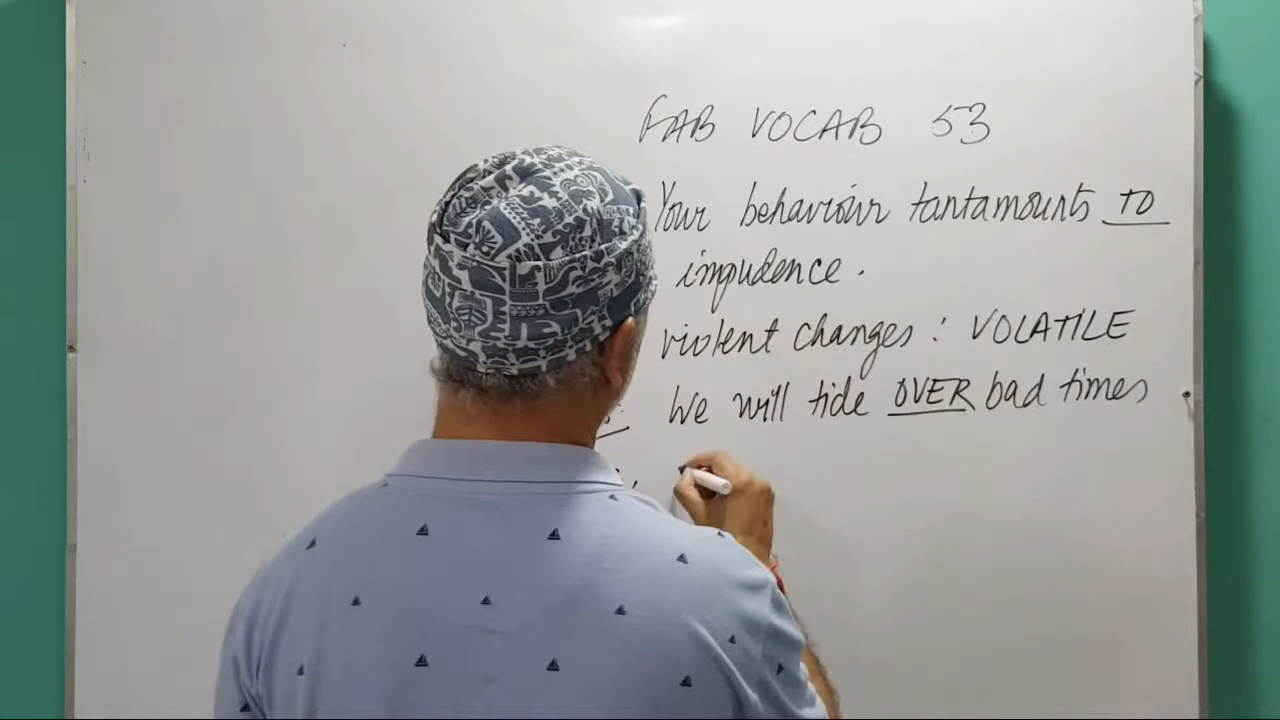 FAB VOCAB 53
Your behaviour tantamounts TO
impudence.
violent changes : VOLATILE
We will tide OVER bad times